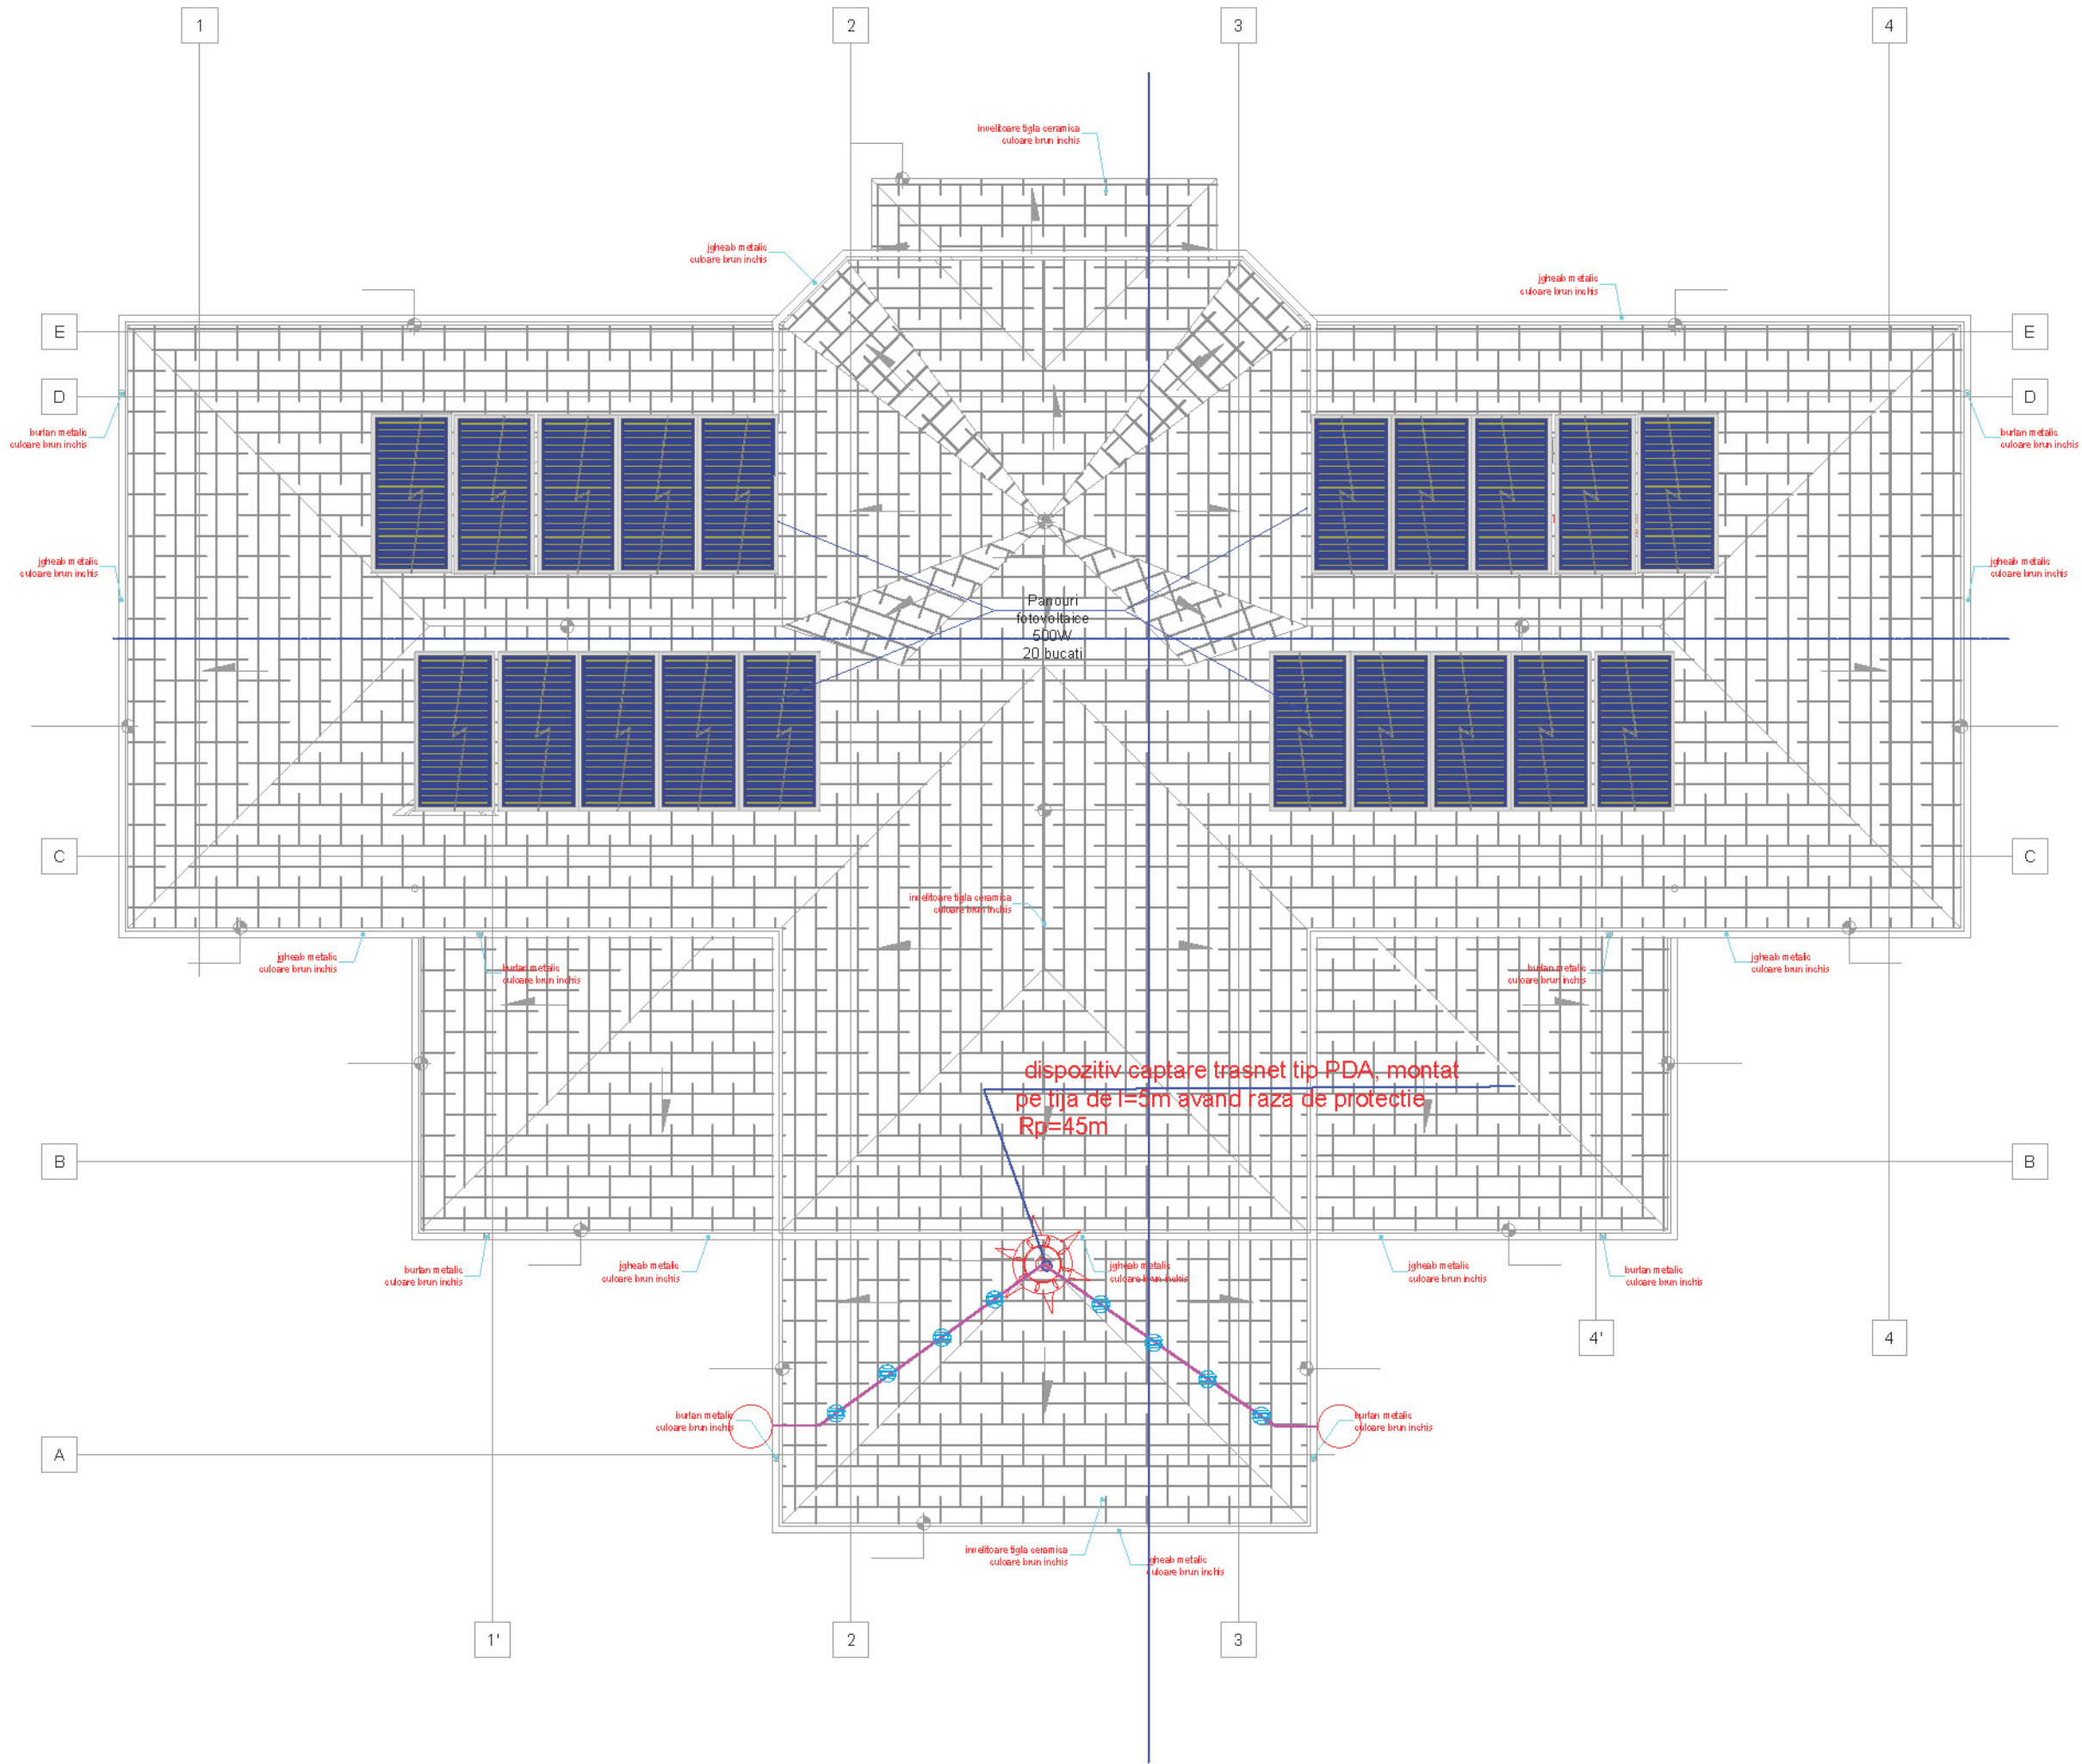 1
2
3
4
invelitoare tigla ceramica
culoare brun inchis
jgheab metalic
culoare brun inchis
jgheab metalic
culoare brun inchis
E
E
D
D
burlan metalic
culoare brun inchis
burlan metalic
culoare brun inchis
jgheab metalic
culoare brun inchis
jgheab metalic
culoare brun inchis
Panouri
fotovoltaice
500W
20 bucati
C
C
invelitoare tigla ceramica
culoare brun inchis
jgheab metalic
culoare brun inchis
burlan metalic
culoare brun inchis
burlan metalic
culoare brun inchis
jgheab metalic
culoare brun inchis
dispozitiv captare trasnet tip PDA, montat
pe tija de l=5m avand raza de protectie
Rp=45m
B
B
burlan metalic
culoare brun inchis
jgheab metalic
culoare brun inchis
jgheab metalic
culoare brun inchis
jgheab metalic
culoare brun inchis
burlan metalic
culoare brun inchis
4'
4
burlan metalic
culoare brun inchis
burlan metalic
culoare brun inchis
A
invelitoare tigla ceramica
culoare brun inchis
jgheab metalic
culoare brun inchis
1'
2
3